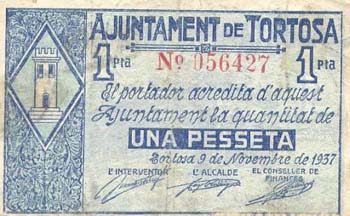 AJUNTAMENT DE TORTOSA
1 Pta Nº 056427 1 Pta
El portador acredita d'aquest
Ajuntament la quantitat de
UNA PESSETA
Tortosa 9 de Novembre de 1937
L'INTERVENTOR L'ALCALDE EL CONSELLER DE FINANCES